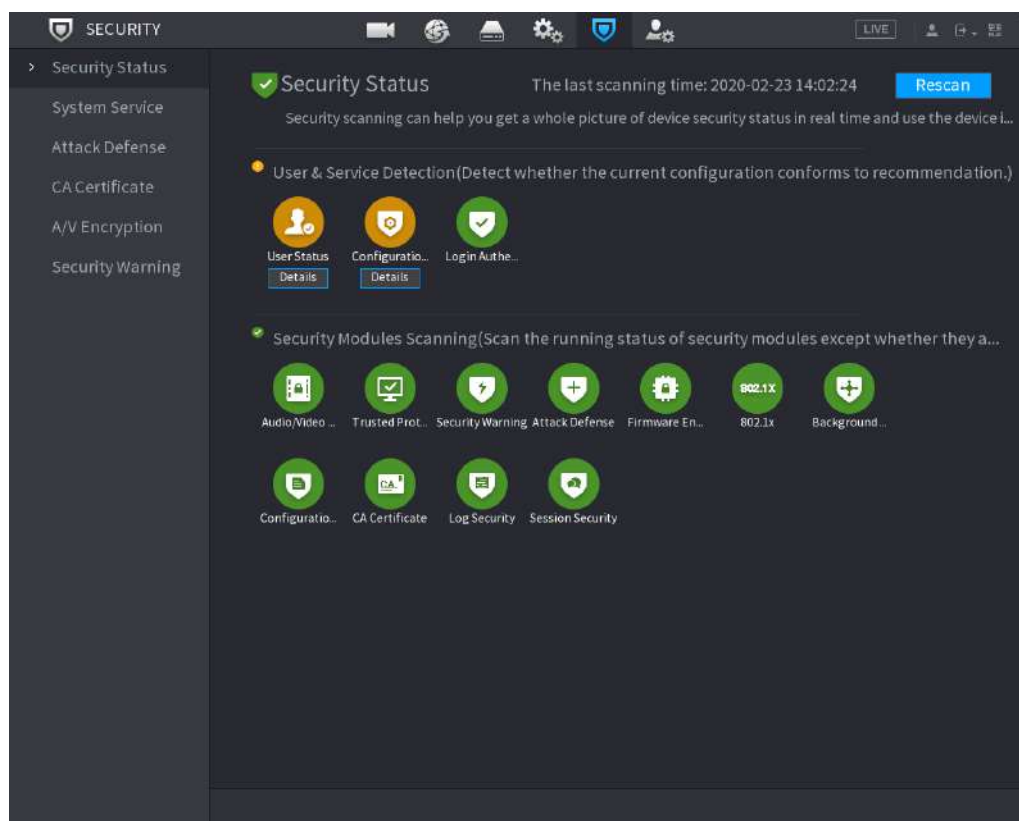 SECURITY
LIVE
Security Status
System Service
Attack Defense
CA Certificate
A/V Encryption
Security Warning
Security Status
The last scanning time: 2020-02-23 14:02:24
Rescan
Security scanning can help you get a whole picture of device security status in real time and use the device i...
User & Service Detection(Detect whether the current configuration conforms to recommendation.)
User Status Configuratio... Login Authe...
Details Details
Security Modules Scanning(Scan the running status of security modules except whether they a...
802.1X
Audio/Video ... Trusted Prot... Security Warning Attack Defense Firmware En... 802.1x Background...
CA.
Configuratio... CA Certificate Log Security Session Security